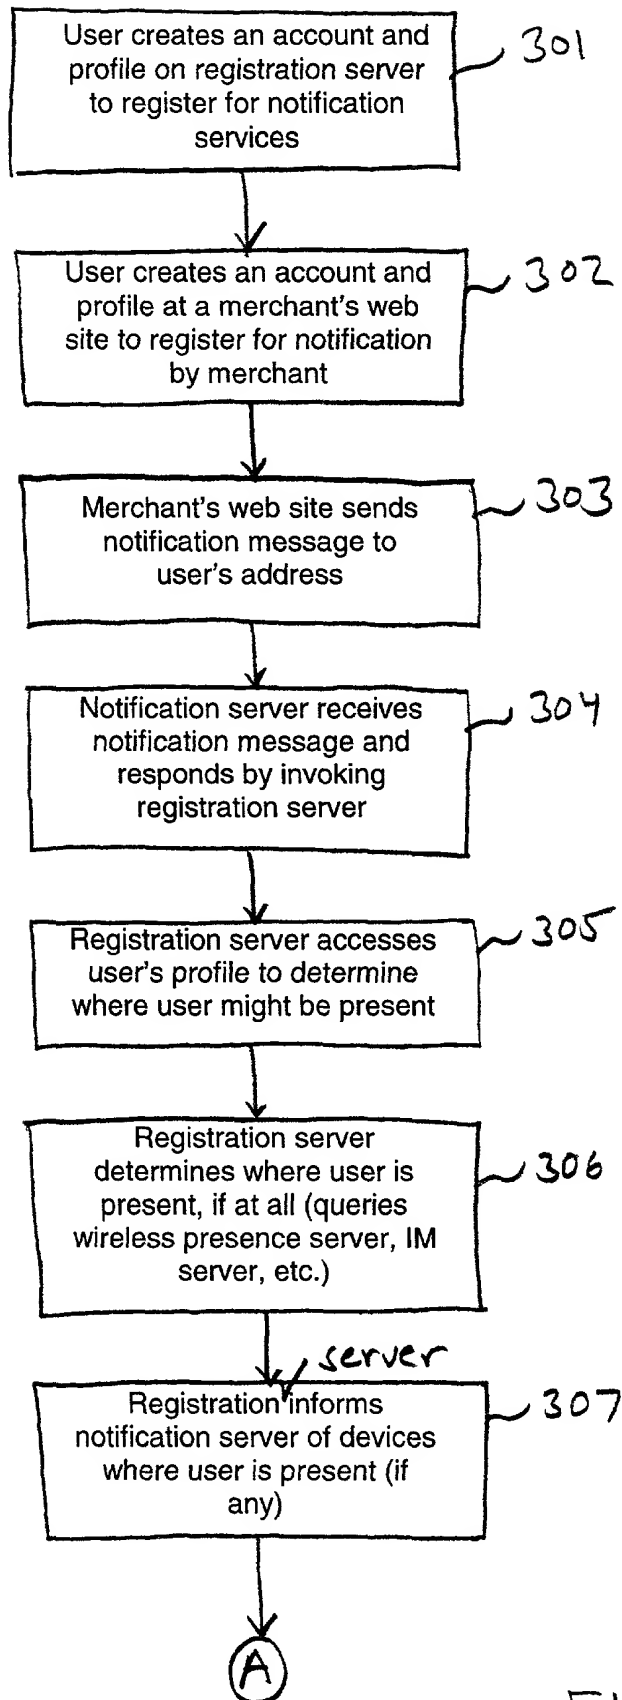 User creates an account and
profile on registration server
to register for notification
services
301
User creates an account and
profile at a merchant's web
site to register for notification
by merchant
302
Merchant's web site sends
notification message to
user's address
303
Notification server receives
notification message and
responds by invoking
registration server
304
Registration server accesses
user's profile to determine
where user might be present
305
Registration server
determines where user is
present, if at all (queries
wireless presence server, IM
server, etc.)
306
server
Registration informs
notification server of devices
where user is present (if
any)
307
A